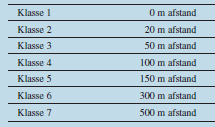 Klasse 1 0 m afstand
Klasse 2 20 m afstand
Klasse 3 50 m afstand
Klasse 4 100 m afstand
Klasse 5 150 m afstand
Klasse 6 300 m afstand
Klasse 7 500 m afstand